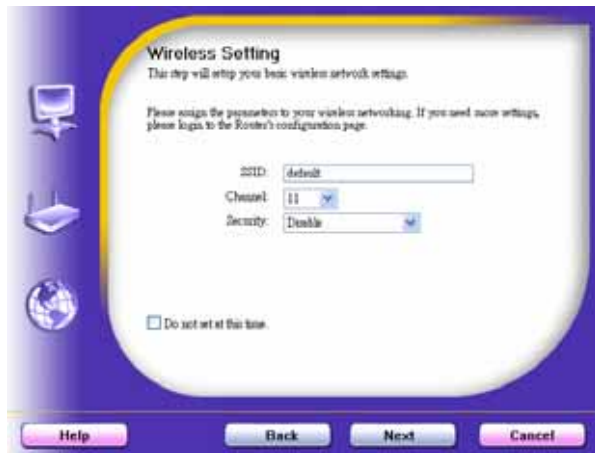 Wireless Setting
This step will setup your basic wireless network settings.
Please assign the parameters to your wireless networking. If you need more settings,
please login to the Router's configuration page.
SSID: default
Channel: 11
Security: Disable
Do not set at this time.
Help Back Next Cancel